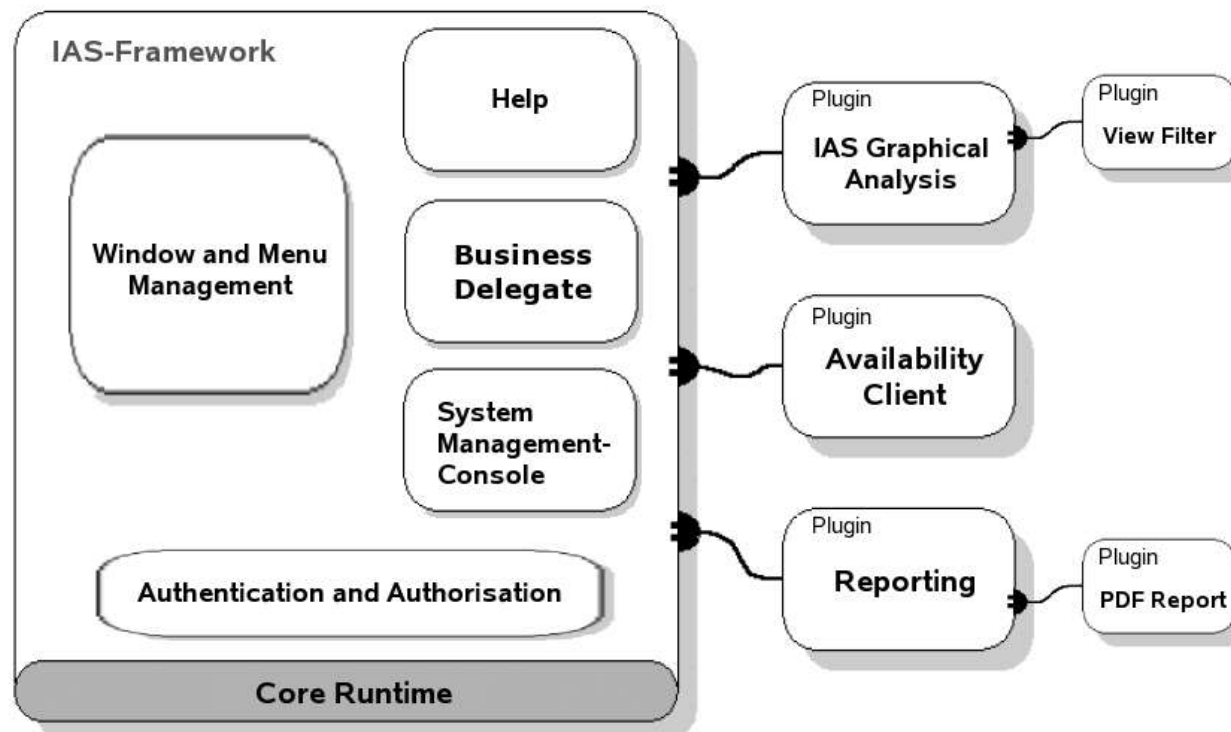 IAS-Framework
Help
Window and Menu
Management
Business
Delegate
System
Management-
Console
Authentication and Authorisation
Core Runtime
Plugin
IAS Graphical
Analysis
Plugin
View Filter
Plugin
Availability
Client
Plugin
Reporting
Plugin
PDF Report